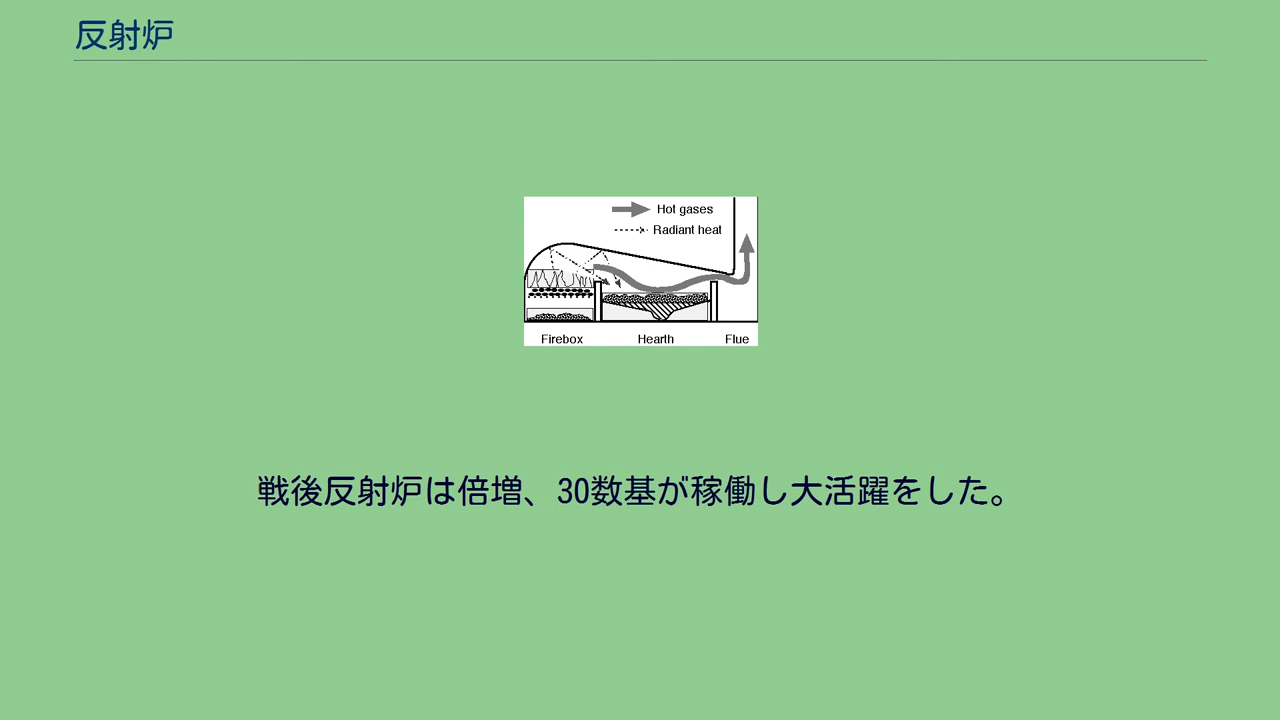 反射炉
Hot gases
Radiant heat
Firebox
Hearth
Flue
戦後反射炉は倍増、30数基が稼働し大活躍をした。